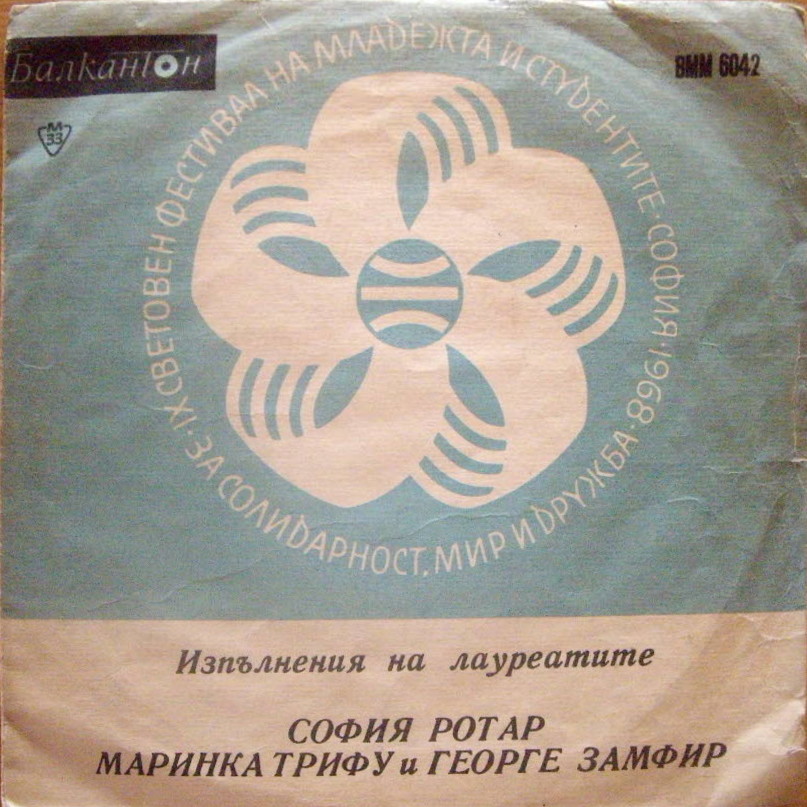 Балкантон
ВММ 6042
М
33
IX СВЕТОВЕН ФЕСТИВАЛ НА МЛАДЕЖТА И СТУДЕНТИТЕ · СОФИЯ · 1968 ·
ЗА СОЛИДАРНОСТ, МИР И ДРУЖБА ·
Изпълнения на лауреатите
СОФИЯ РОТАР
МАРИНКА ТРИФУ и ГЕОРГЕ ЗАМФИР